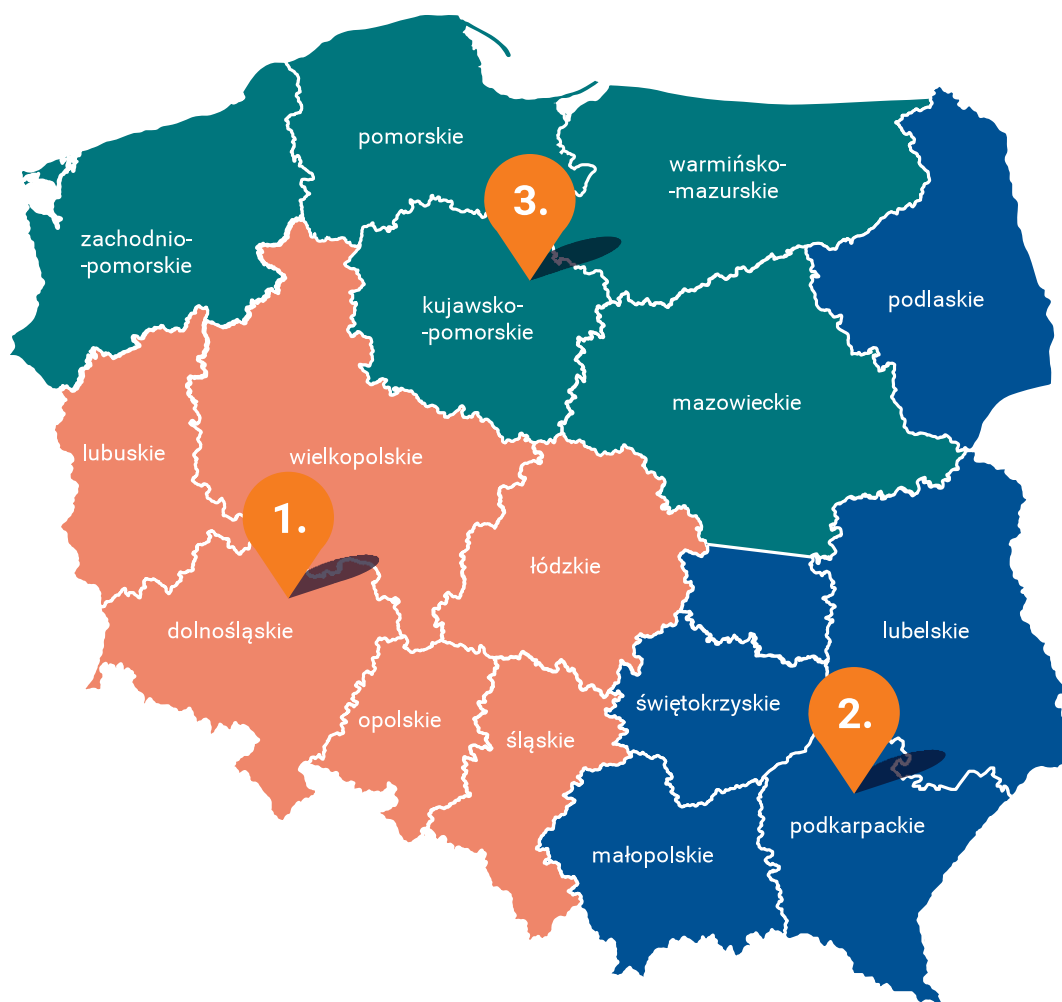 pomorskie
warmińsko-
-mazurskie
3.
zachodnio-
-pomorskie
podlaskie
kujawsko-
-pomorskie
mazowieckie
lubuskie
wielkopolskie
1.
łódzkie
dolnośląskie
lubelskie
świętokrzyskie
2.
opolskie
śląskie
podkarpackie
małopolskie